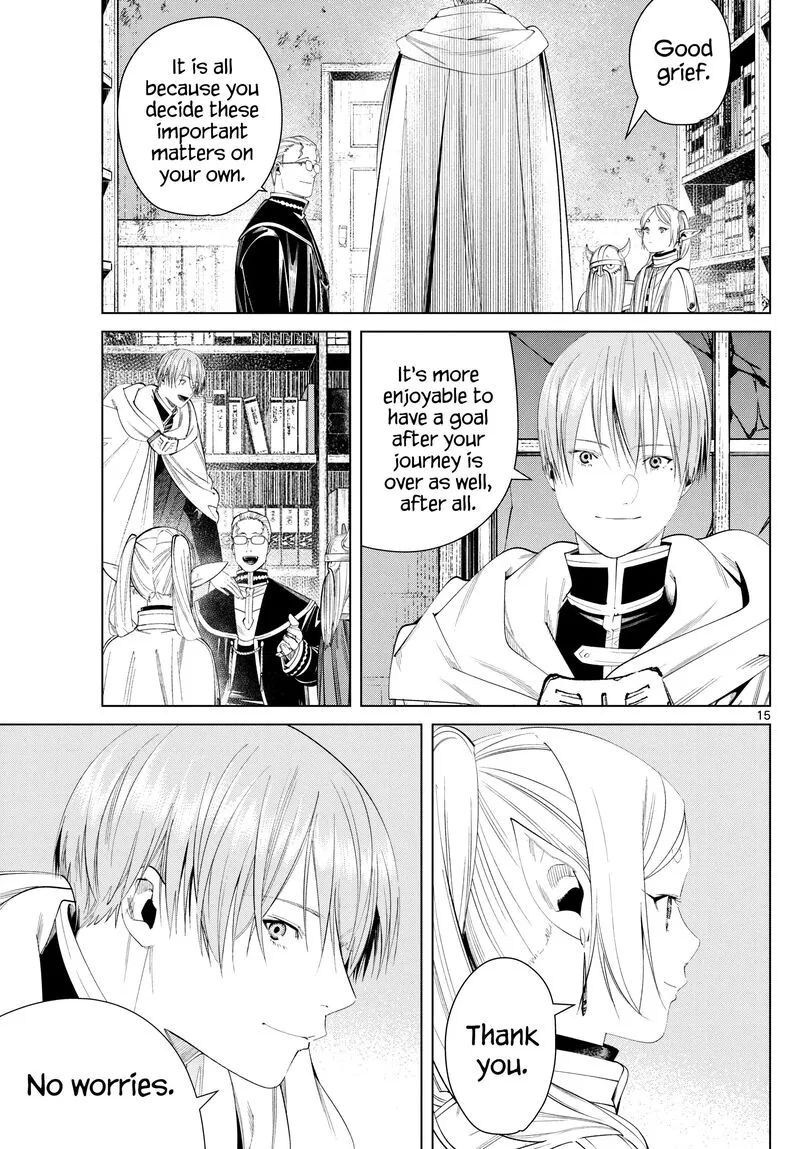 Good
grief.
It is all
because you
decide these
important
matters on
your own.
It's more
enjoyable to
have a goal
after your
journey is
over as well,
after all.
15
Thank
you.
No worries.